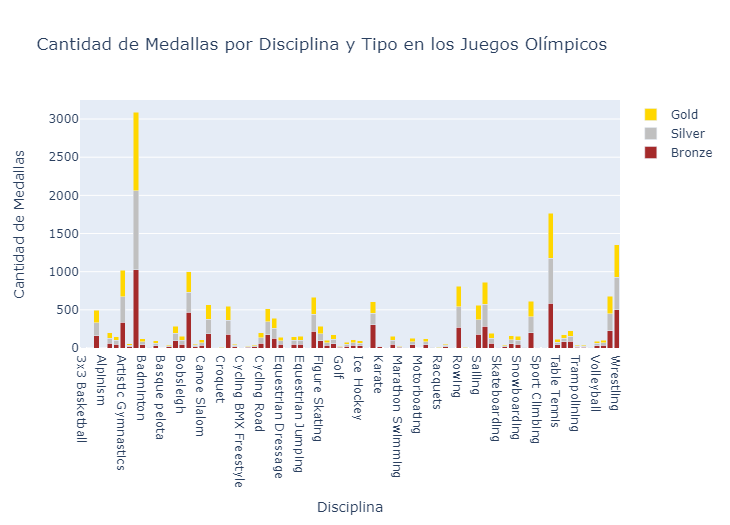 Cantidad de Medallas por Disciplina y Tipo en los Juegos Olímpicos
Gold
Silver
Bronze
Cantidad de Medallas
3000
2500
2000
1500
1000
500
0
3x3 Basketball
Alpinism
Artistic Gymnastics
Badminton
Basque pelota
Bobsleigh
Canoe Slalom
Croquet
Cycling BMX Freestyle
Cycling Road
Equestrian Dressage
Equestrian Jumping
Figure Skating
Golf
Ice Hockey
Karate
Marathon Swimming
Motorboating
Racquets
Rowing
Sailing
Skateboarding
Snowboarding
Sport Climbing
Table Tennis
Trampolining
Volleyball
Wrestling
Disciplina